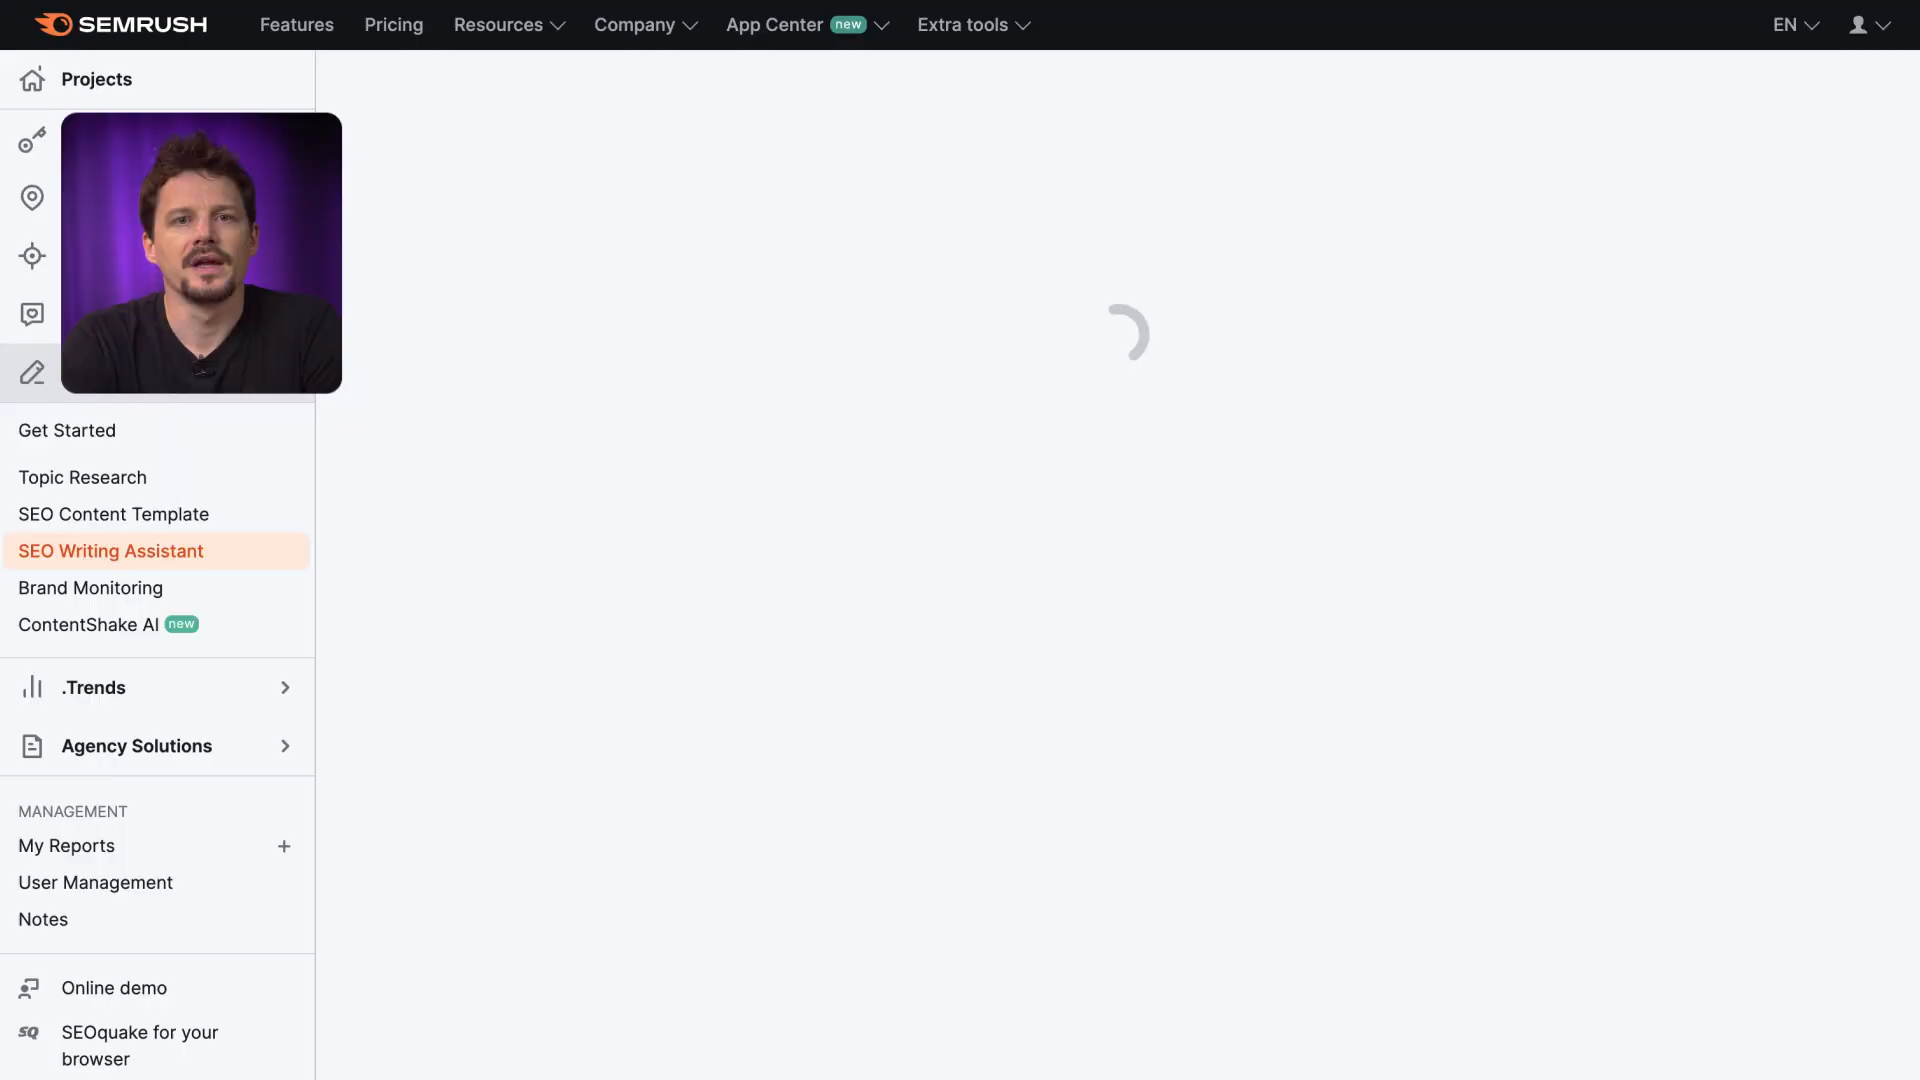 SEMRUSH
Features
Pricing
Resources
Company
App Center new
Extra tools
EN
Projects
Get Started
Topic Research
SEO Content Template
SEO Writing Assistant
Brand Monitoring
ContentShake AI new
.Trends
Agency Solutions
MANAGEMENT
My Reports
User Management
Notes
Online demo
SQ
SEOquake for your
browser